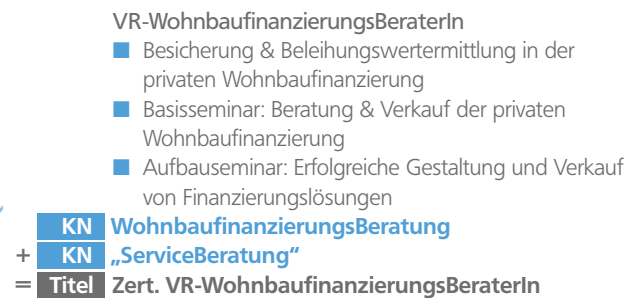 VR-WohnbaufinanzierungsBeraterIn
■ Besicherung & Beleihungswertermittlung in der
privaten Wohnbaufinanzierung
■ Basisseminar: Beratung & Verkauf der privaten
Wohnbaufinanzierung
■ Aufbauseminar: Erfolgreiche Gestaltung und Verkauf
von Finanzierungslösungen
KN WohnbaufinanzierungsBeratung
+ KN „ServiceBeratung“
= Titel Zert. VR-WohnbaufinanzierungsBeraterIn